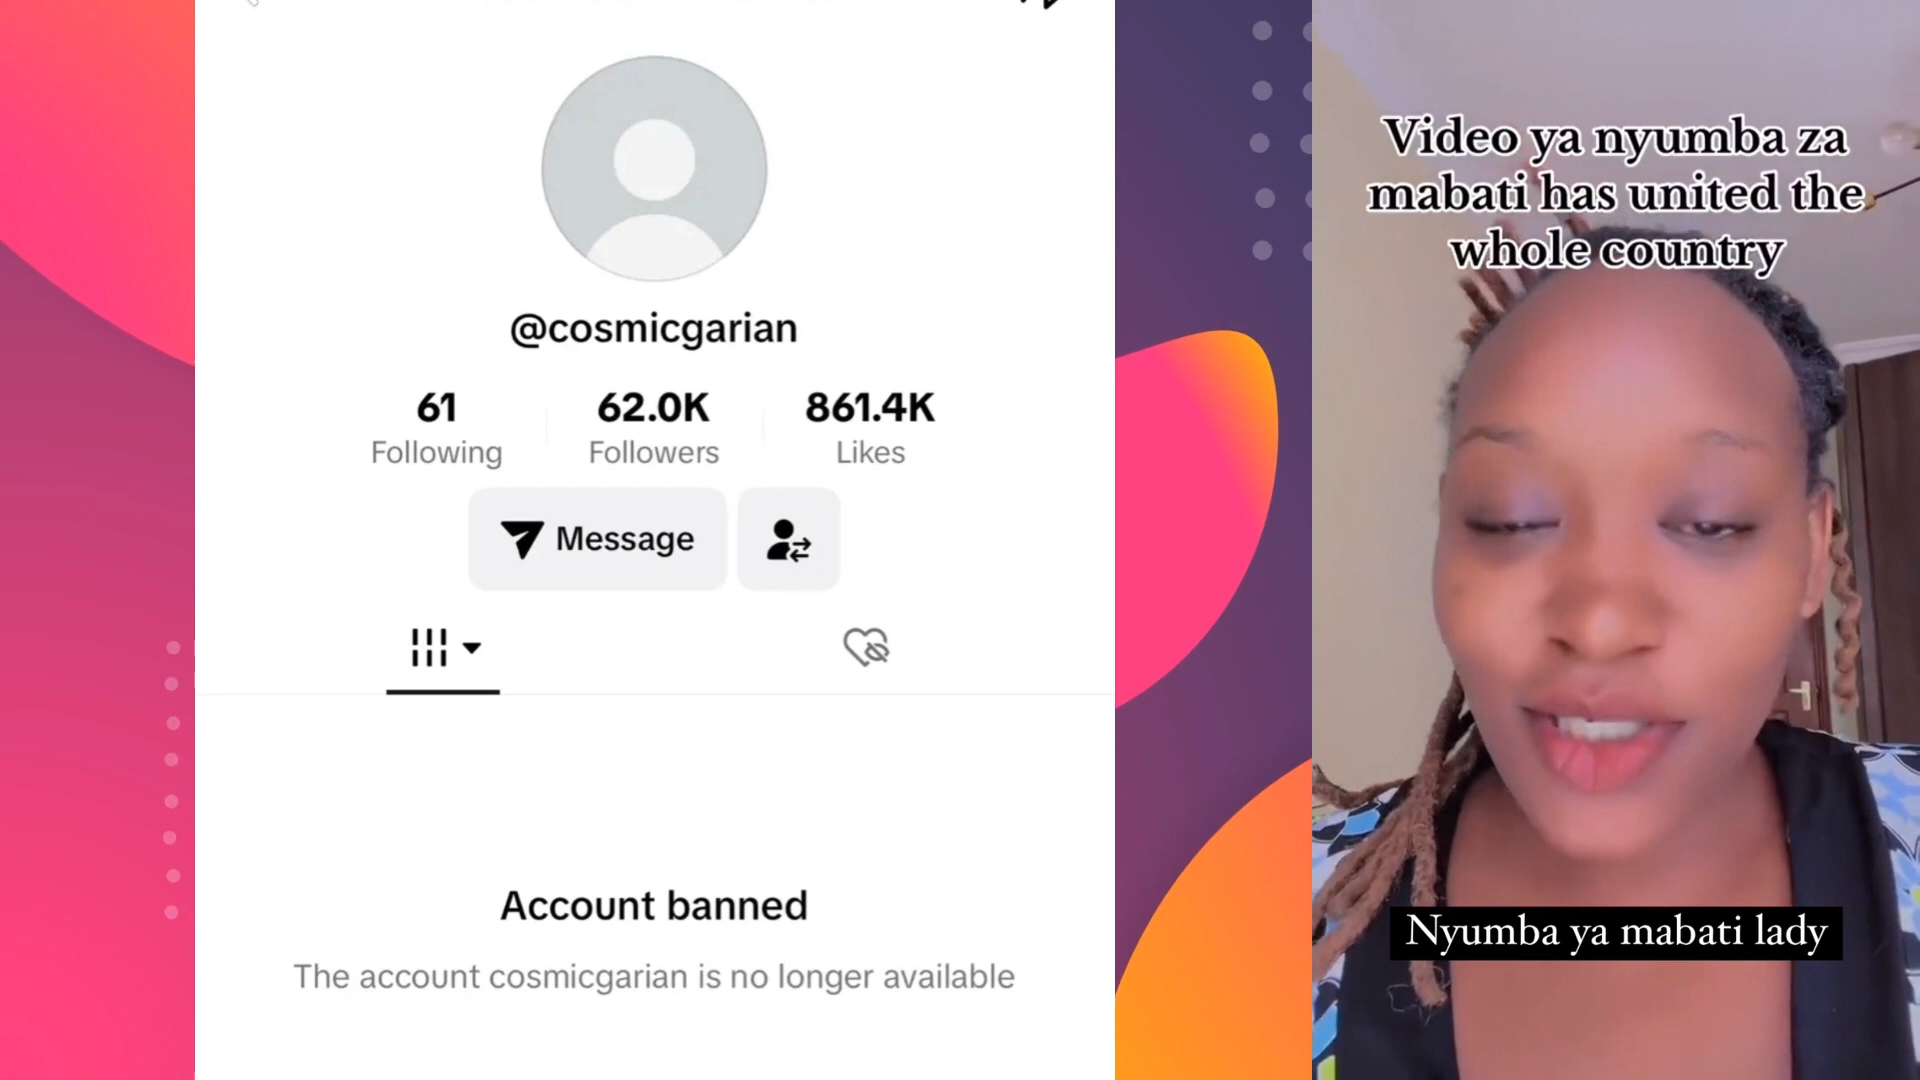 @cosmicgarian
61 62.0K 861.4K
Following Followers Likes
Message
Account banned
The account cosmicgarian is no longer available
Video ya nyumba za
mabati has united the
whole country
Nyumba ya mabati lady